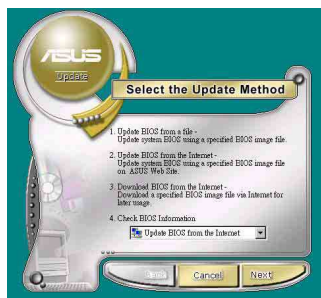 ASUS
Update
Select the Update Method
1. Update BIOS from a file -
Update system BIOS using a specified BIOS image file.
2. Update BIOS from the Internet -
Update system BIOS using a specified BIOS image file
on ASUS Web Site.
3. Download BIOS from the Internet -
Download a specified BIOS image file via Internet for
later usage.
4. Check BIOS Information
Update BIOS from the Internet
Back
Cancel
Next